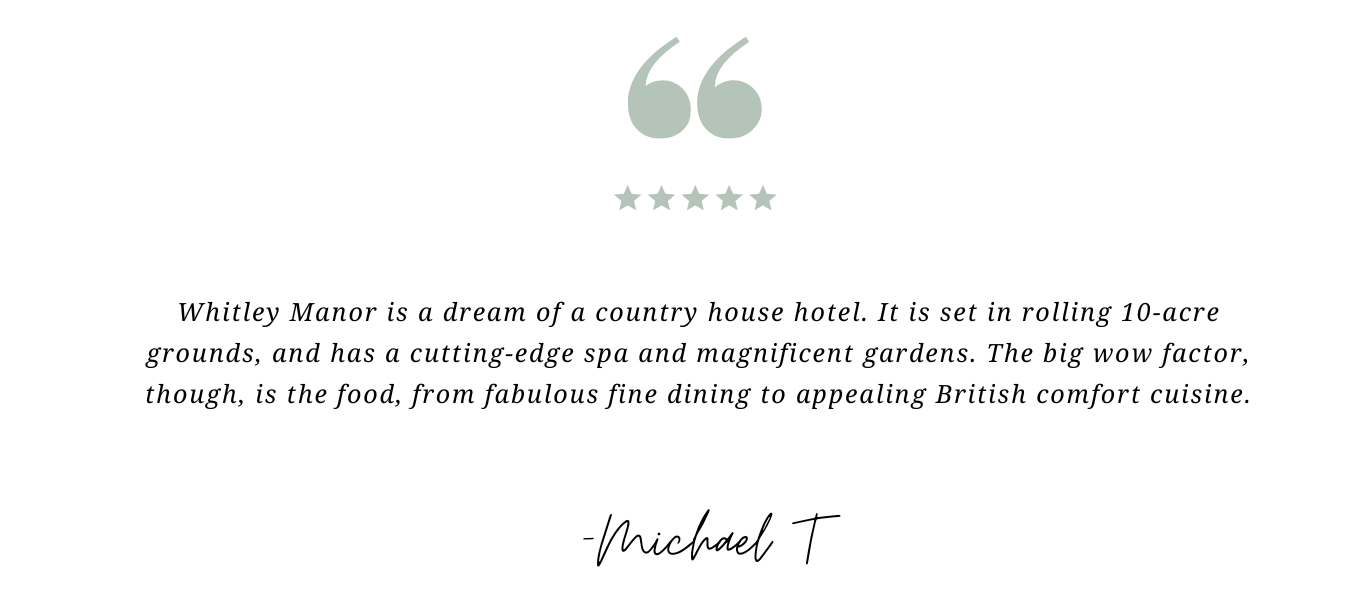 Whitley Manor is a dream of a country house hotel. It is set in rolling 10-acre
grounds, and has a cutting-edge spa and magnificent gardens. The big wow factor,
though, is the food, from fabulous fine dining to appealing British comfort cuisine.
-Michael T